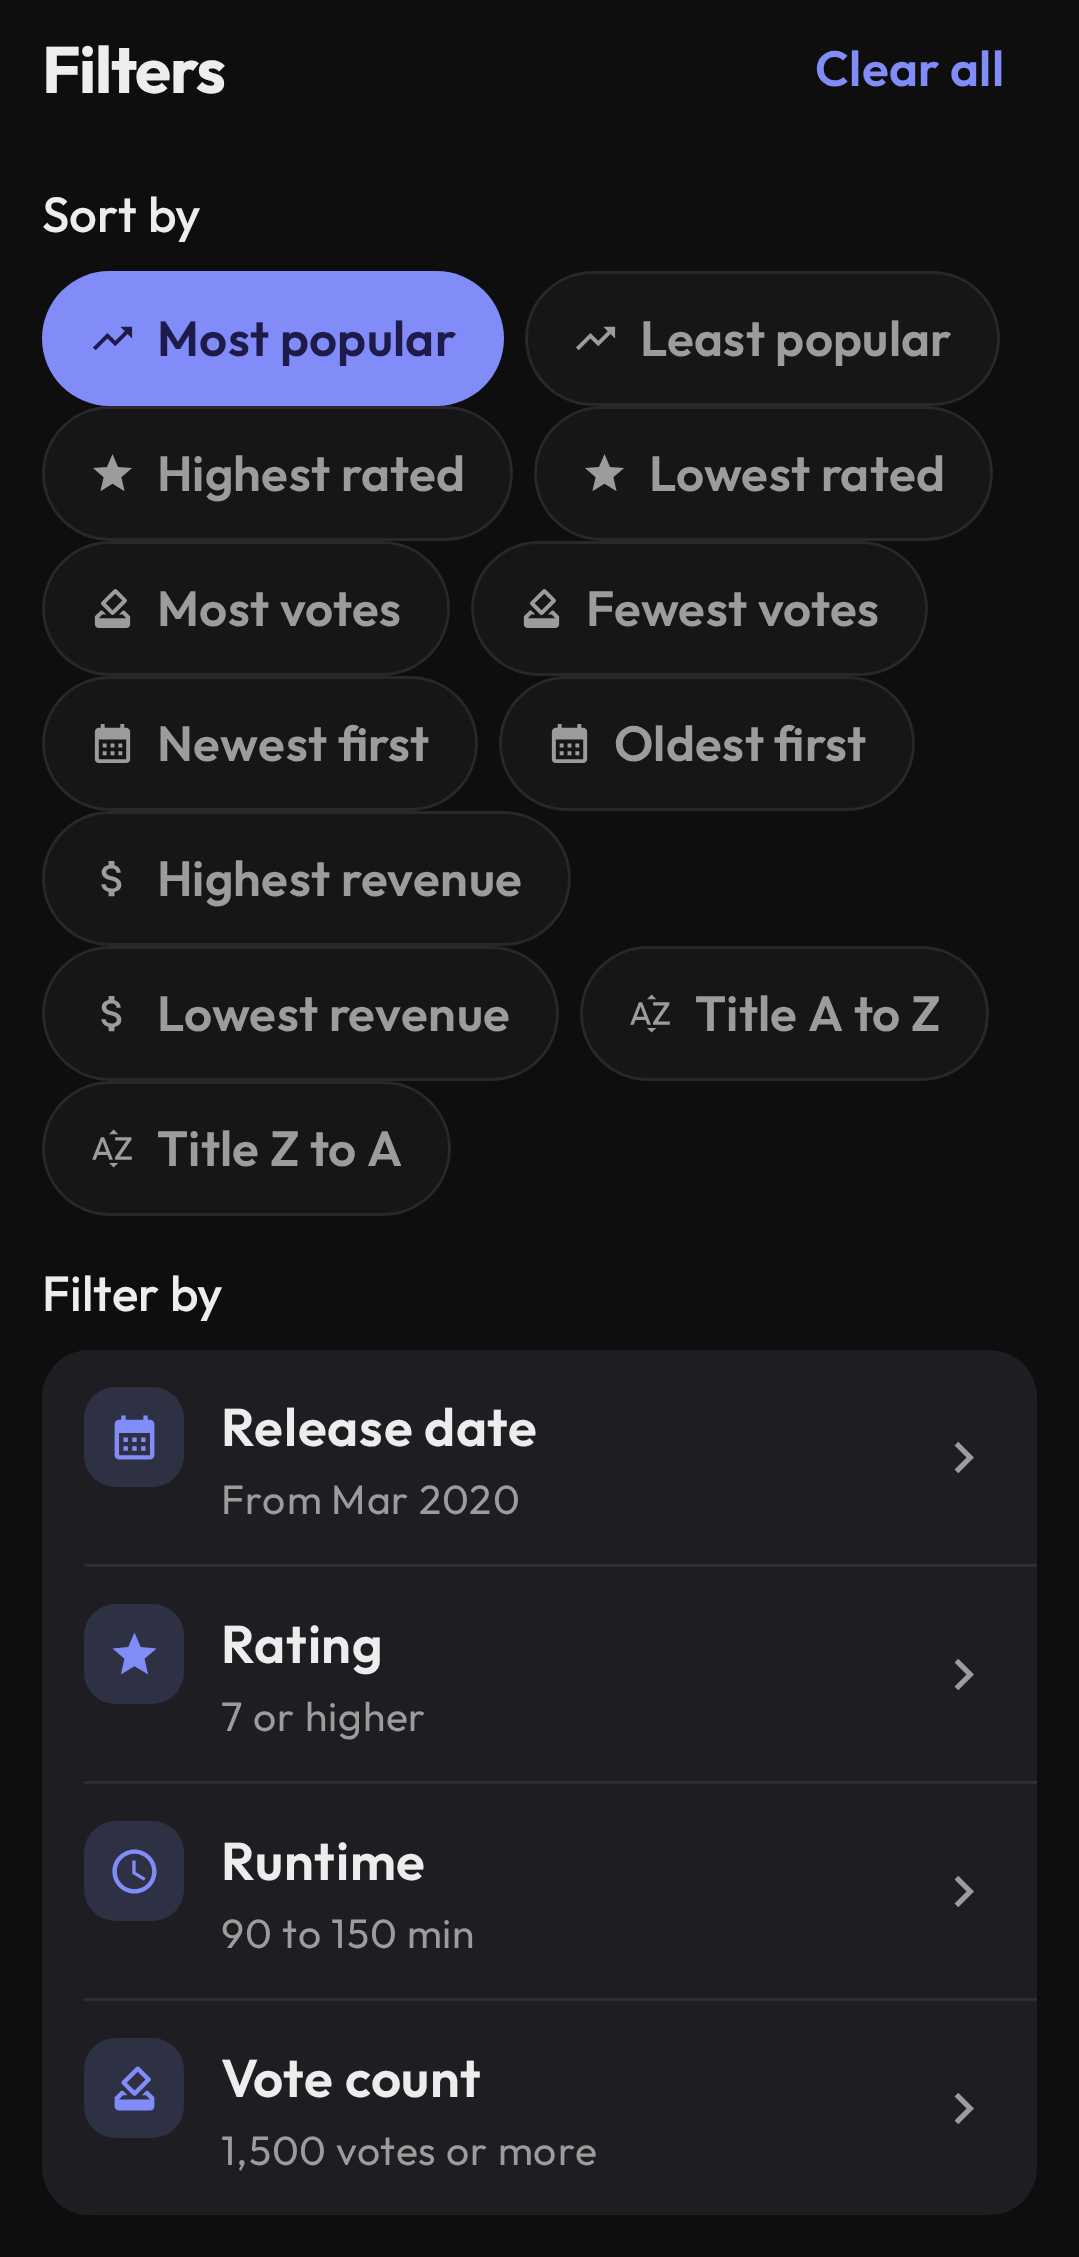 Filters
Clear all
Sort by
Most popular
Least popular
Highest rated
Lowest rated
Most votes
Fewest votes
Newest first
Oldest first
$ Highest revenue
$ Lowest revenue
AZ Title A to Z
AZ Title Z to A
Filter by
Release date
From Mar 2020
Rating
7 or higher
Runtime
90 to 150 min
Vote count
1,500 votes or more